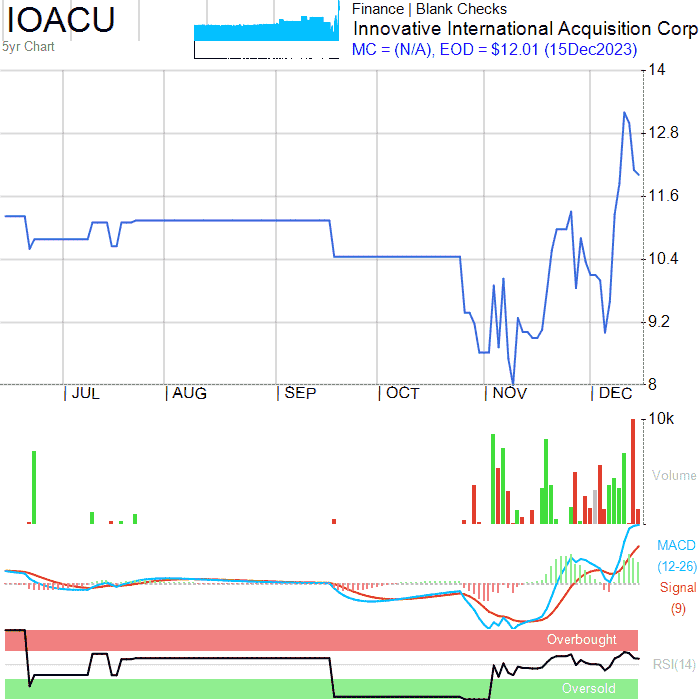 IOACU
5yr Chart
Finance | Blank Checks
Innovative International Acquisition Corp
MC = (N/A), EOD = $12.01 (15Dec2023)
14
12.8
11.6
10.4
9.2
8
| JUL | AUG | SEP | OCT | NOV | DEC
10k
Volume
MACD
(12-26)
Signal
(9)
Overbought
RSI(14)
Oversold